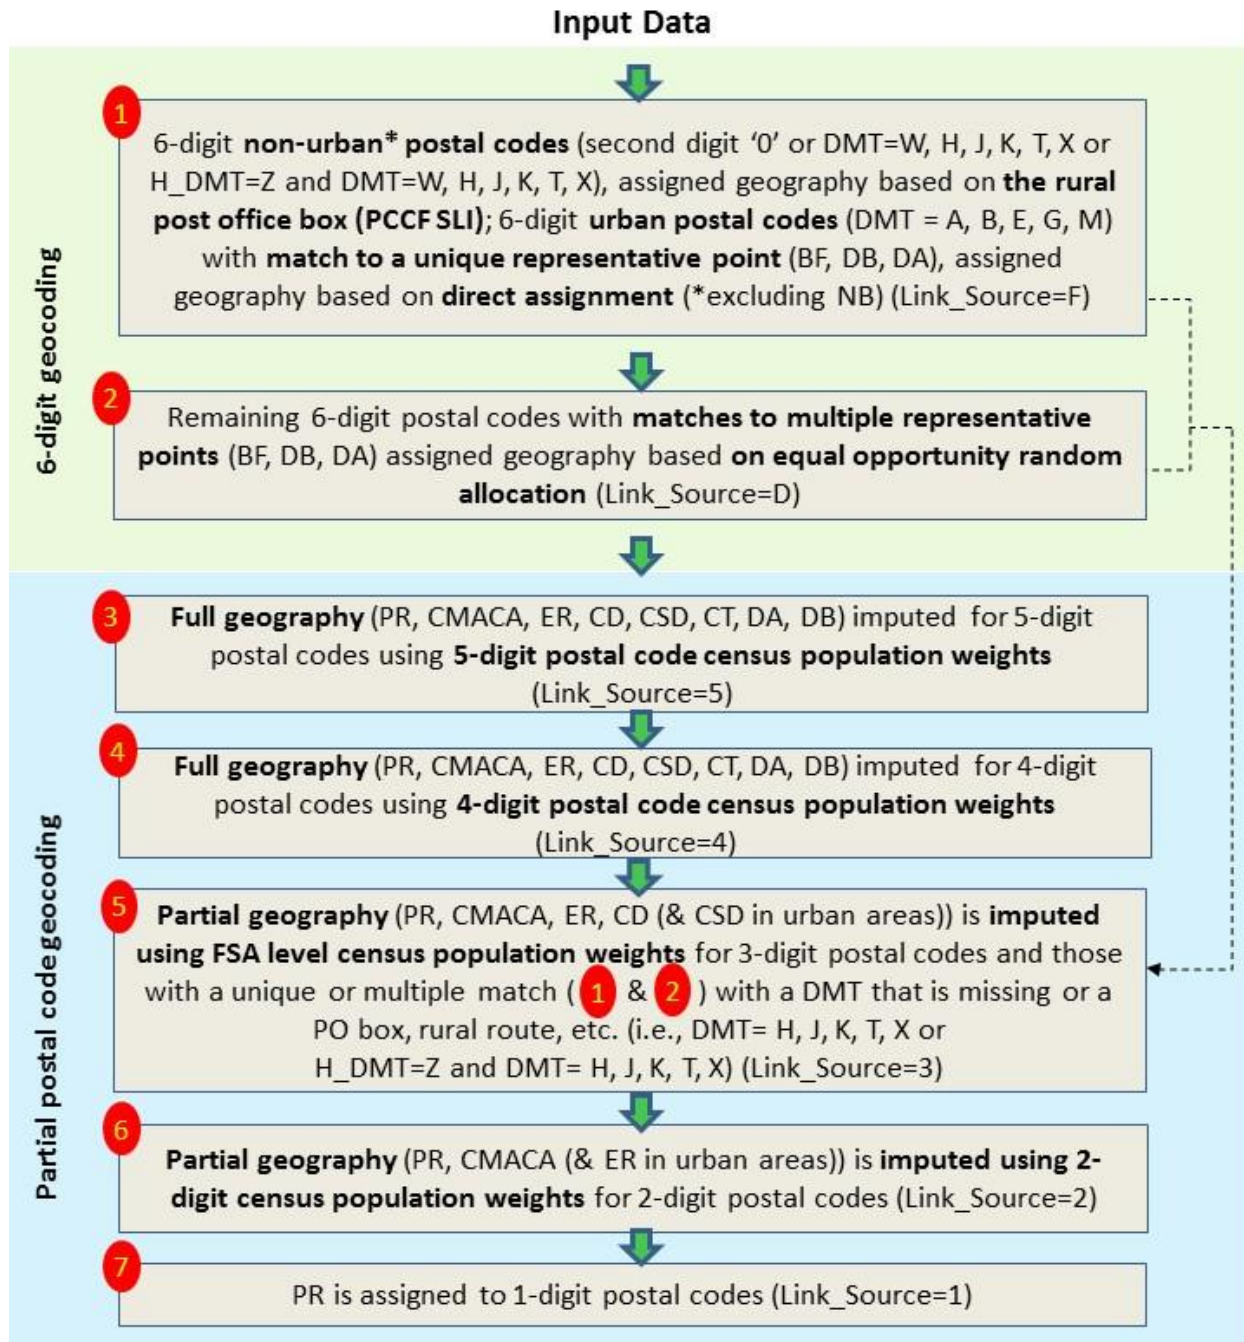 Input Data
6-digit geocoding
1
6-digit non-urban* postal codes (second digit ‘0’ or DMT=W, H, J, K, T, X or
H_DMT=Z and DMT=W, H, J, K, T, X), assigned geography based on the rural
post office box (PCCF SLI); 6-digit urban postal codes (DMT = A, B, E, G, M)
with match to a unique representative point (BF, DB, DA), assigned
geography based on direct assignment (*excluding NB) (Link_Source=F)
2
Remaining 6-digit postal codes with matches to multiple representative
points (BF, DB, DA) assigned geography based on equal opportunity random
allocation (Link_Source=D)
Partial postal code geocoding
3
Full geography (PR, CMACA, ER, CD, CSD, CT, DA, DB) imputed for 5-digit
postal codes using 5-digit postal code census population weights
(Link_Source=5)
4
Full geography (PR, CMACA, ER, CD, CSD, CT, DA, DB) imputed for 4-digit
postal codes using 4-digit postal code census population weights
(Link_Source=4)
5
Partial geography (PR, CMACA, ER, CD (& CSD in urban areas)) is imputed
using FSA level census population weights for 3-digit postal codes and those
with a unique or multiple match ( 1 & 2 ) with a DMT that is missing or a
PO box, rural route, etc. (i.e., DMT= H, J, K, T, X or
H_DMT=Z and DMT= H, J, K, T, X) (Link_Source=3)
6
Partial geography (PR, CMACA (& ER in urban areas)) is imputed using 2-
digit census population weights for 2-digit postal codes (Link_Source=2)
7
PR is assigned to 1-digit postal codes (Link_Source=1)